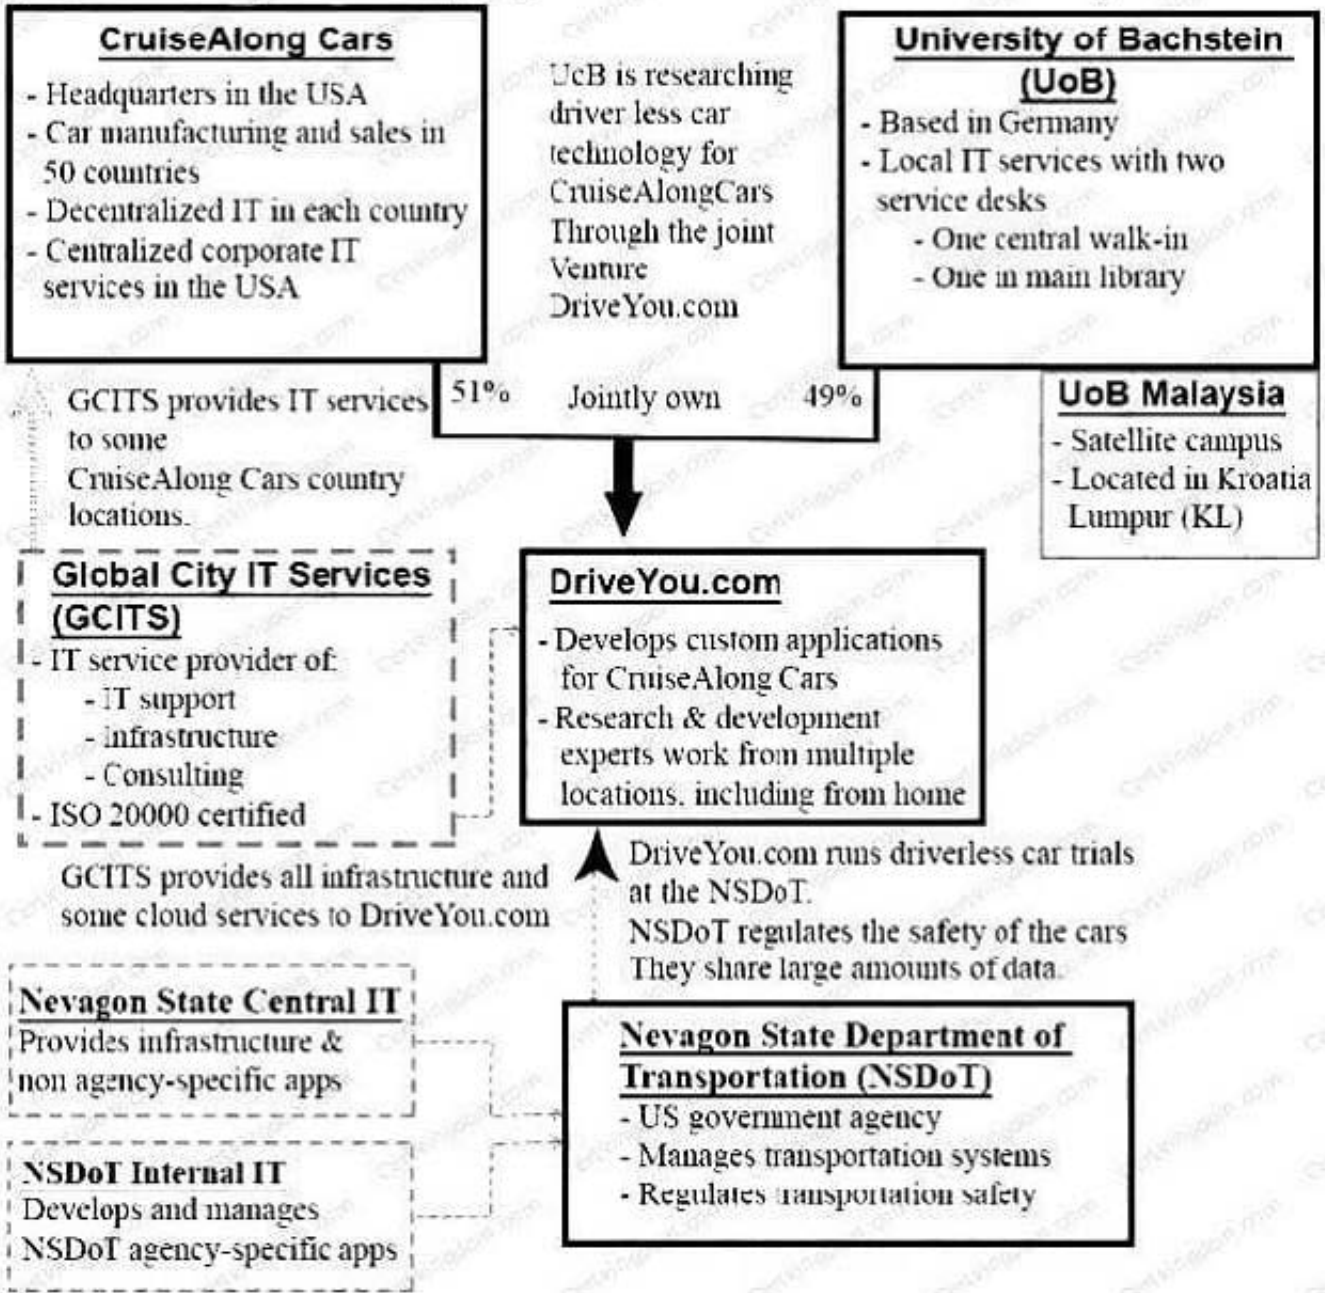 CruiseAlong Cars
- Headquarters in the USA
- Car manufacturing and sales in
50 countries
- Decentralized IT in each country
- Centralized corporate IT
services in the USA
UcB is researching
driver less car
technology for
CruiseAlongCars
Through the joint
Venture
DriveYou.com
University of Bachstein
(UoB)
- Based in Germany
- Local IT services with two
service desks
- One central walk-in
- One in main library
51% Jointly own 49%
UoB Malaysia
- Satellite campus
- Located in Kroatia
Lumpur (KL)
GCITS provides IT services
to some
CruiseAlong Cars country
locations.
Global City IT Services
(GCITS)
- IT service provider of:
- IT support
- Infrastructure
- Consulting
- ISO 20000 certified
DriveYou.com
- Develops custom applications
for CruiseAlong Cars
- Research & development
experts work from multiple
locations, including from home
GCITS provides all infrastructure and
some cloud services to DriveYou.com
DriveYou.com runs driverless car trials
at the NSDoT.
NSDoT regulates the safety of the cars
They share large amounts of data.
Nevagon State Central IT
Provides infrastructure &
non agency-specific apps
NSDoT Internal IT
Develops and manages
NSDoT agency-specific apps
Nevagon State Department of
Transportation (NSDoT)
- US government agency
- Manages transportation systems
- Regulates transportation safety